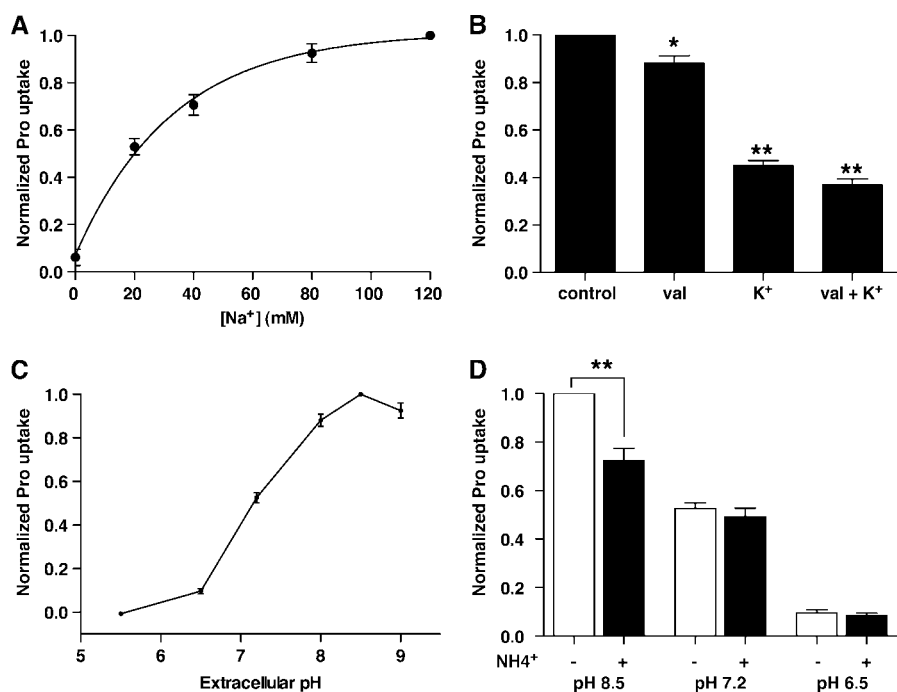 A
Normalized Pro uptake
1.0
0.8
0.6
0.4
0.2
0.0
0 20 40 60 80 100 120
[Na⁺] (mM)
B
Normalized Pro uptake
1.0
0.8
0.6
0.4
0.2
0.0
*
**
**
control val K⁺ val + K⁺
C
Normalized Pro uptake
1.0
0.8
0.6
0.4
0.2
0.0
5 6 7 8 9
Extracellular pH
D
Normalized Pro uptake
1.0
0.8
0.6
0.4
0.2
0.0
**
NH4⁺ - + - + - +
pH 8.5 pH 7.2 pH 6.5